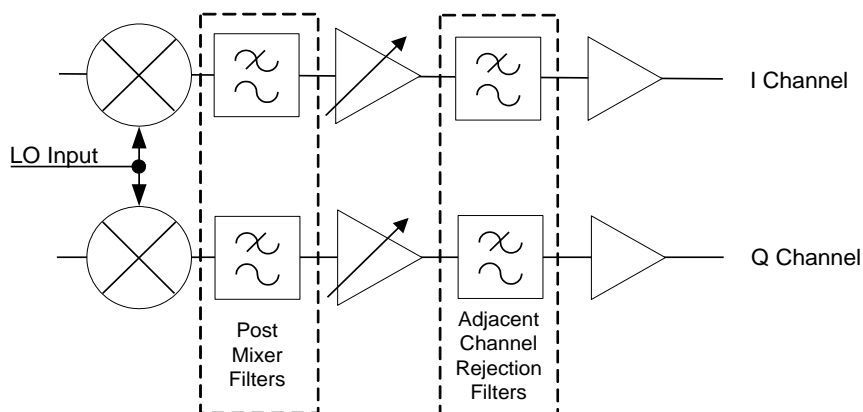 I Channel
LO Input
Q Channel
Post
Mixer
Filters
Adjacent
Channel
Rejection
Filters